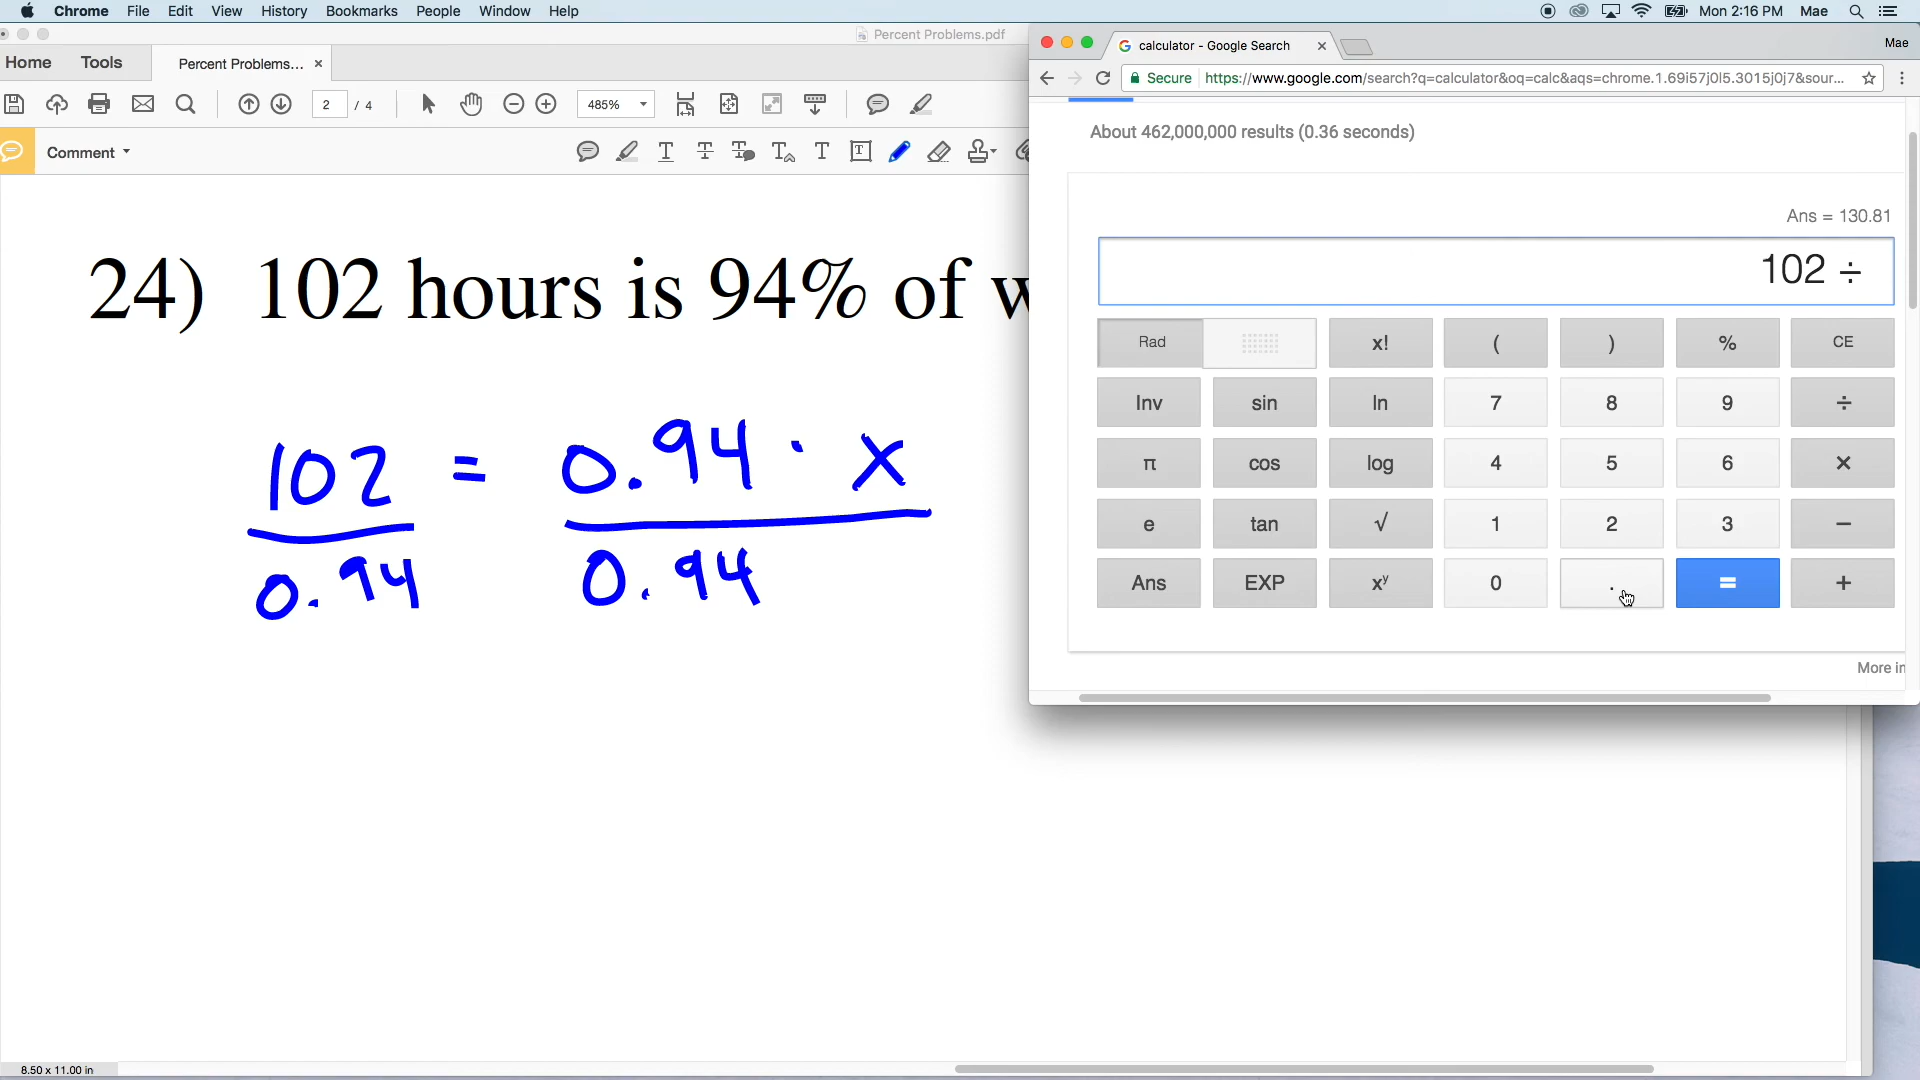 Chrome File Edit View History Bookmarks People Window Help Mon 2:16 PM Mae
Percent Problems.pdf
Home Tools Percent Problems... ×
2 / 4 485%
Comment
24) 102 hours is 94% of w
102 = 0.94 · x
0.94 0.94
8.50 x 11.00 in
calculator - Google Search × Mae
Secure https://www.google.com/search?q=calculator&oq=calc&aqs=chrome.1.69i57j0l5.3015j0j7&sour...
About 462,000,000 results (0.36 seconds)
Ans = 130.81
102 ÷
Rad x! ( ) % CE
Inv sin ln 7 8 9 ÷
π cos log 4 5 6 ×
e tan √ 1 2 3 −
Ans EXP xʸ 0 . = +
More in